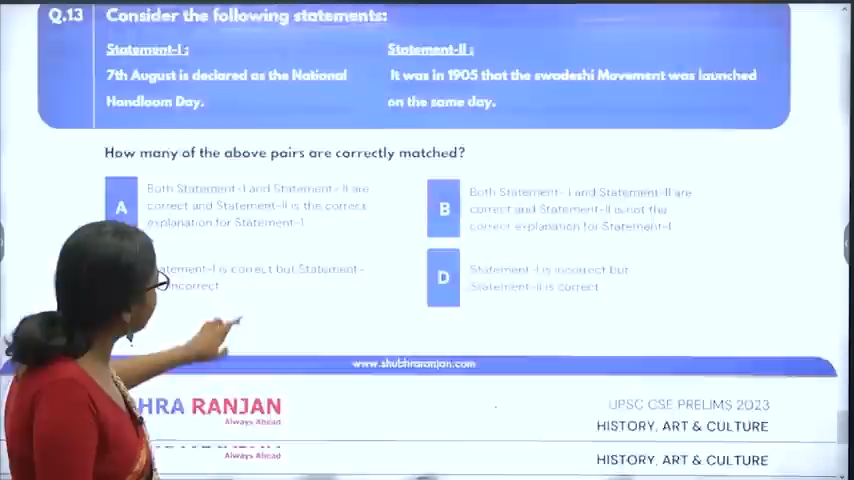 Q.13 Consider the following statements:
Statement-I :
7th August is declared as the National
Handloom Day.
Statement-II :
It was in 1905 that the swadeshi Movement was launched
on the same day.
How many of the above pairs are correctly matched?
A
Both Statement-I and Statement-II are
correct and Statement-II is the correct
explanation for Statement-I
B
Both Statement-I and Statement-II are
correct and Statement-II is not the
correct explanation for Statement-I
atement-I is correct but Statement-
incorrect
D
Statement-I is incorrect but
Statement-II is correct
www.shubhraranjan.com
HRA RANJAN
Always Ahead
UPSC CSE PRELIMS 2023
HISTORY, ART & CULTURE
Always Ahead
HISTORY, ART & CULTURE